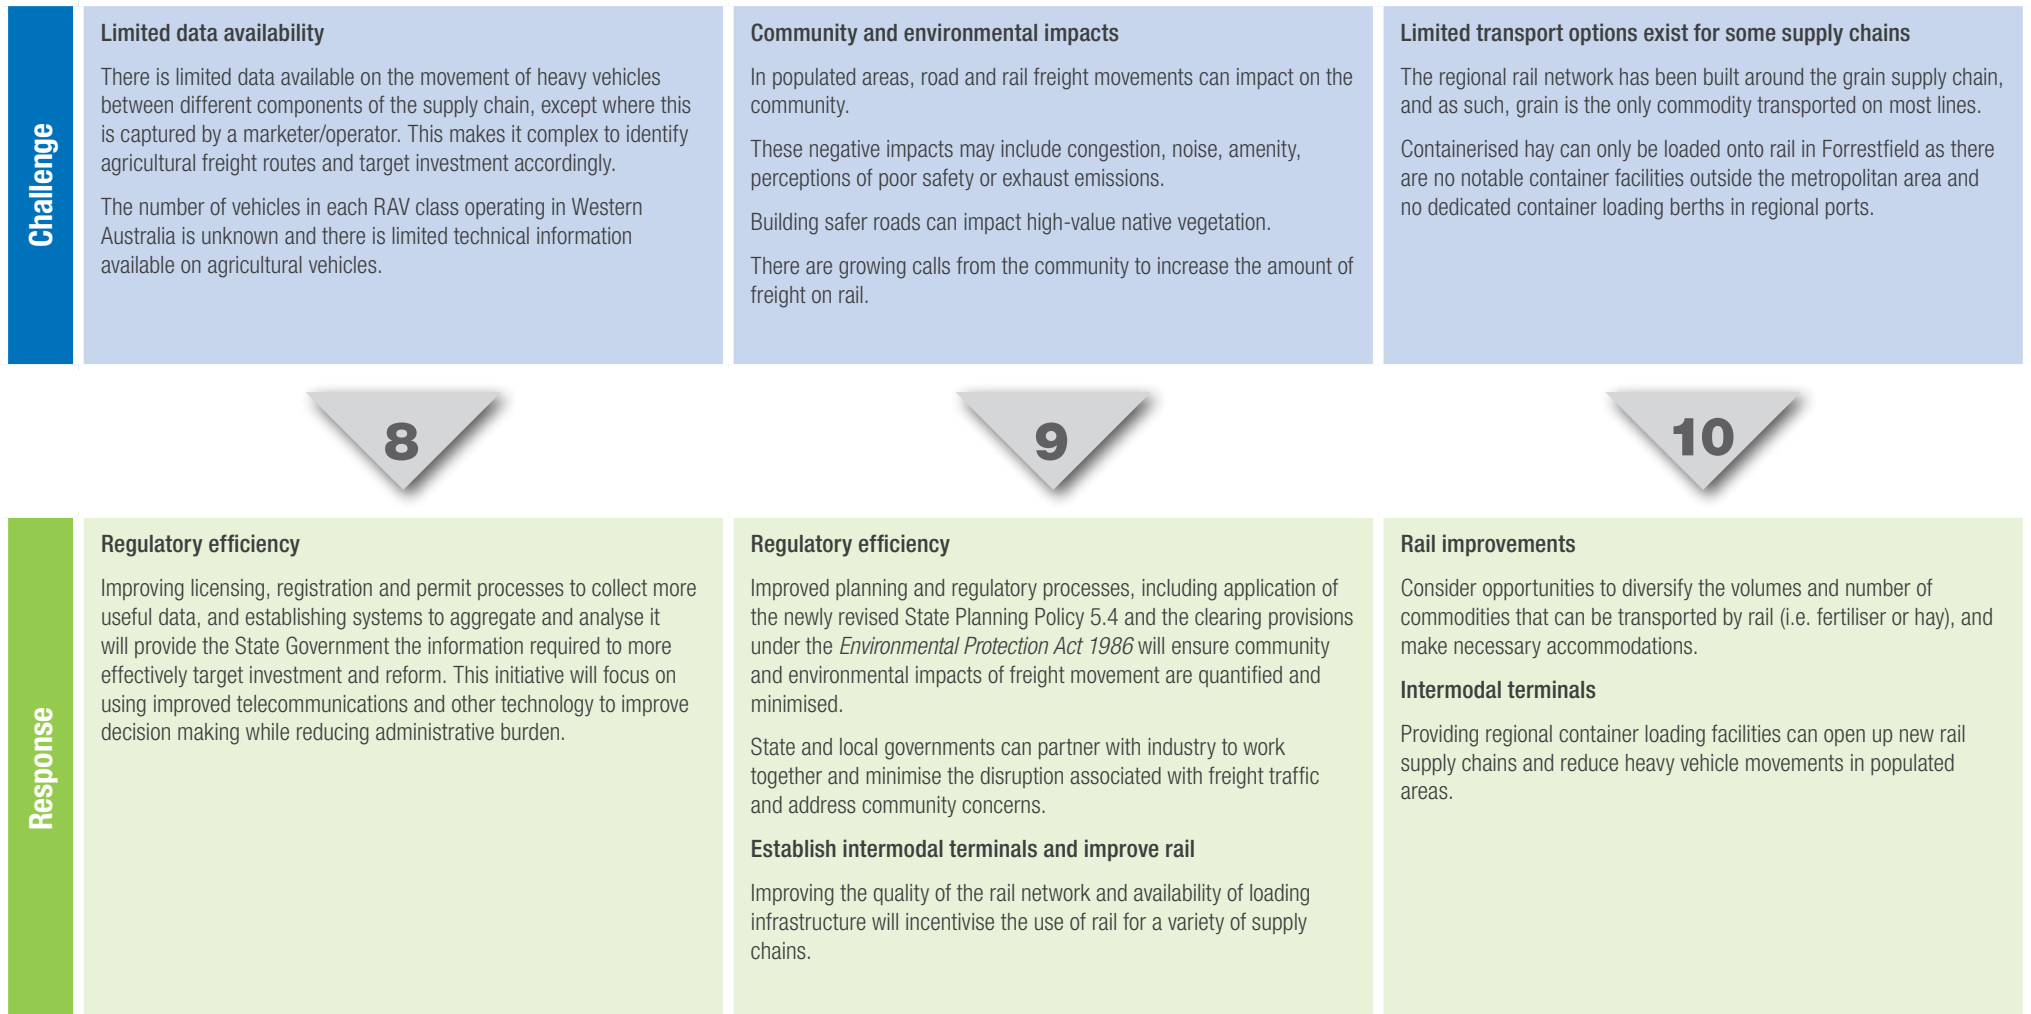 Challenge
Limited data availability
There is limited data available on the movement of heavy vehicles
between different components of the supply chain, except where this
is captured by a marketer/operator. This makes it complex to identify
agricultural freight routes and target investment accordingly.
The number of vehicles in each RAV class operating in Western
Australia is unknown and there is limited technical information
available on agricultural vehicles.
Community and environmental impacts
In populated areas, road and rail freight movements can impact on the
community.
These negative impacts may include congestion, noise, amenity,
perceptions of poor safety or exhaust emissions.
Building safer roads can impact high-value native vegetation.
There are growing calls from the community to increase the amount of
freight on rail.
Limited transport options exist for some supply chains
The regional rail network has been built around the grain supply chain,
and as such, grain is the only commodity transported on most lines.
Containerised hay can only be loaded onto rail in Forrestfield as there
are no notable container facilities outside the metropolitan area and
no dedicated container loading berths in regional ports.
8
9
10
Response
Regulatory efficiency
Improving licensing, registration and permit processes to collect more
useful data, and establishing systems to aggregate and analyse it
will provide the State Government the information required to more
effectively target investment and reform. This initiative will focus on
using improved telecommunications and other technology to improve
decision making while reducing administrative burden.
Regulatory efficiency
Improved planning and regulatory processes, including application of
the newly revised State Planning Policy 5.4 and the clearing provisions
under the Environmental Protection Act 1986 will ensure community
and environmental impacts of freight movement are quantified and
minimised.
State and local governments can partner with industry to work
together and minimise the disruption associated with freight traffic
and address community concerns.
Establish intermodal terminals and improve rail
Improving the quality of the rail network and availability of loading
infrastructure will incentivise the use of rail for a variety of supply
chains.
Rail improvements
Consider opportunities to diversify the volumes and number of
commodities that can be transported by rail (i.e. fertiliser or hay), and
make necessary accommodations.
Intermodal terminals
Providing regional container loading facilities can open up new rail
supply chains and reduce heavy vehicle movements in populated
areas.